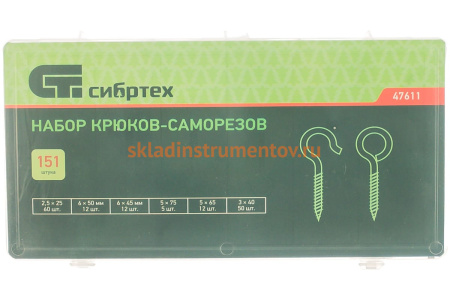 сибртех
47611
НАБОР КРЮКОВ-САМОРЕЗОВ
151
штука
skladinstrumentov.ru
2,5 × 25 6 × 50 мм 6 × 65 мм 5 × 75 5 × 65 3 × 40
60 шт. 12 шт. 12 шт. 5 шт. 12 шт. 50 шт.